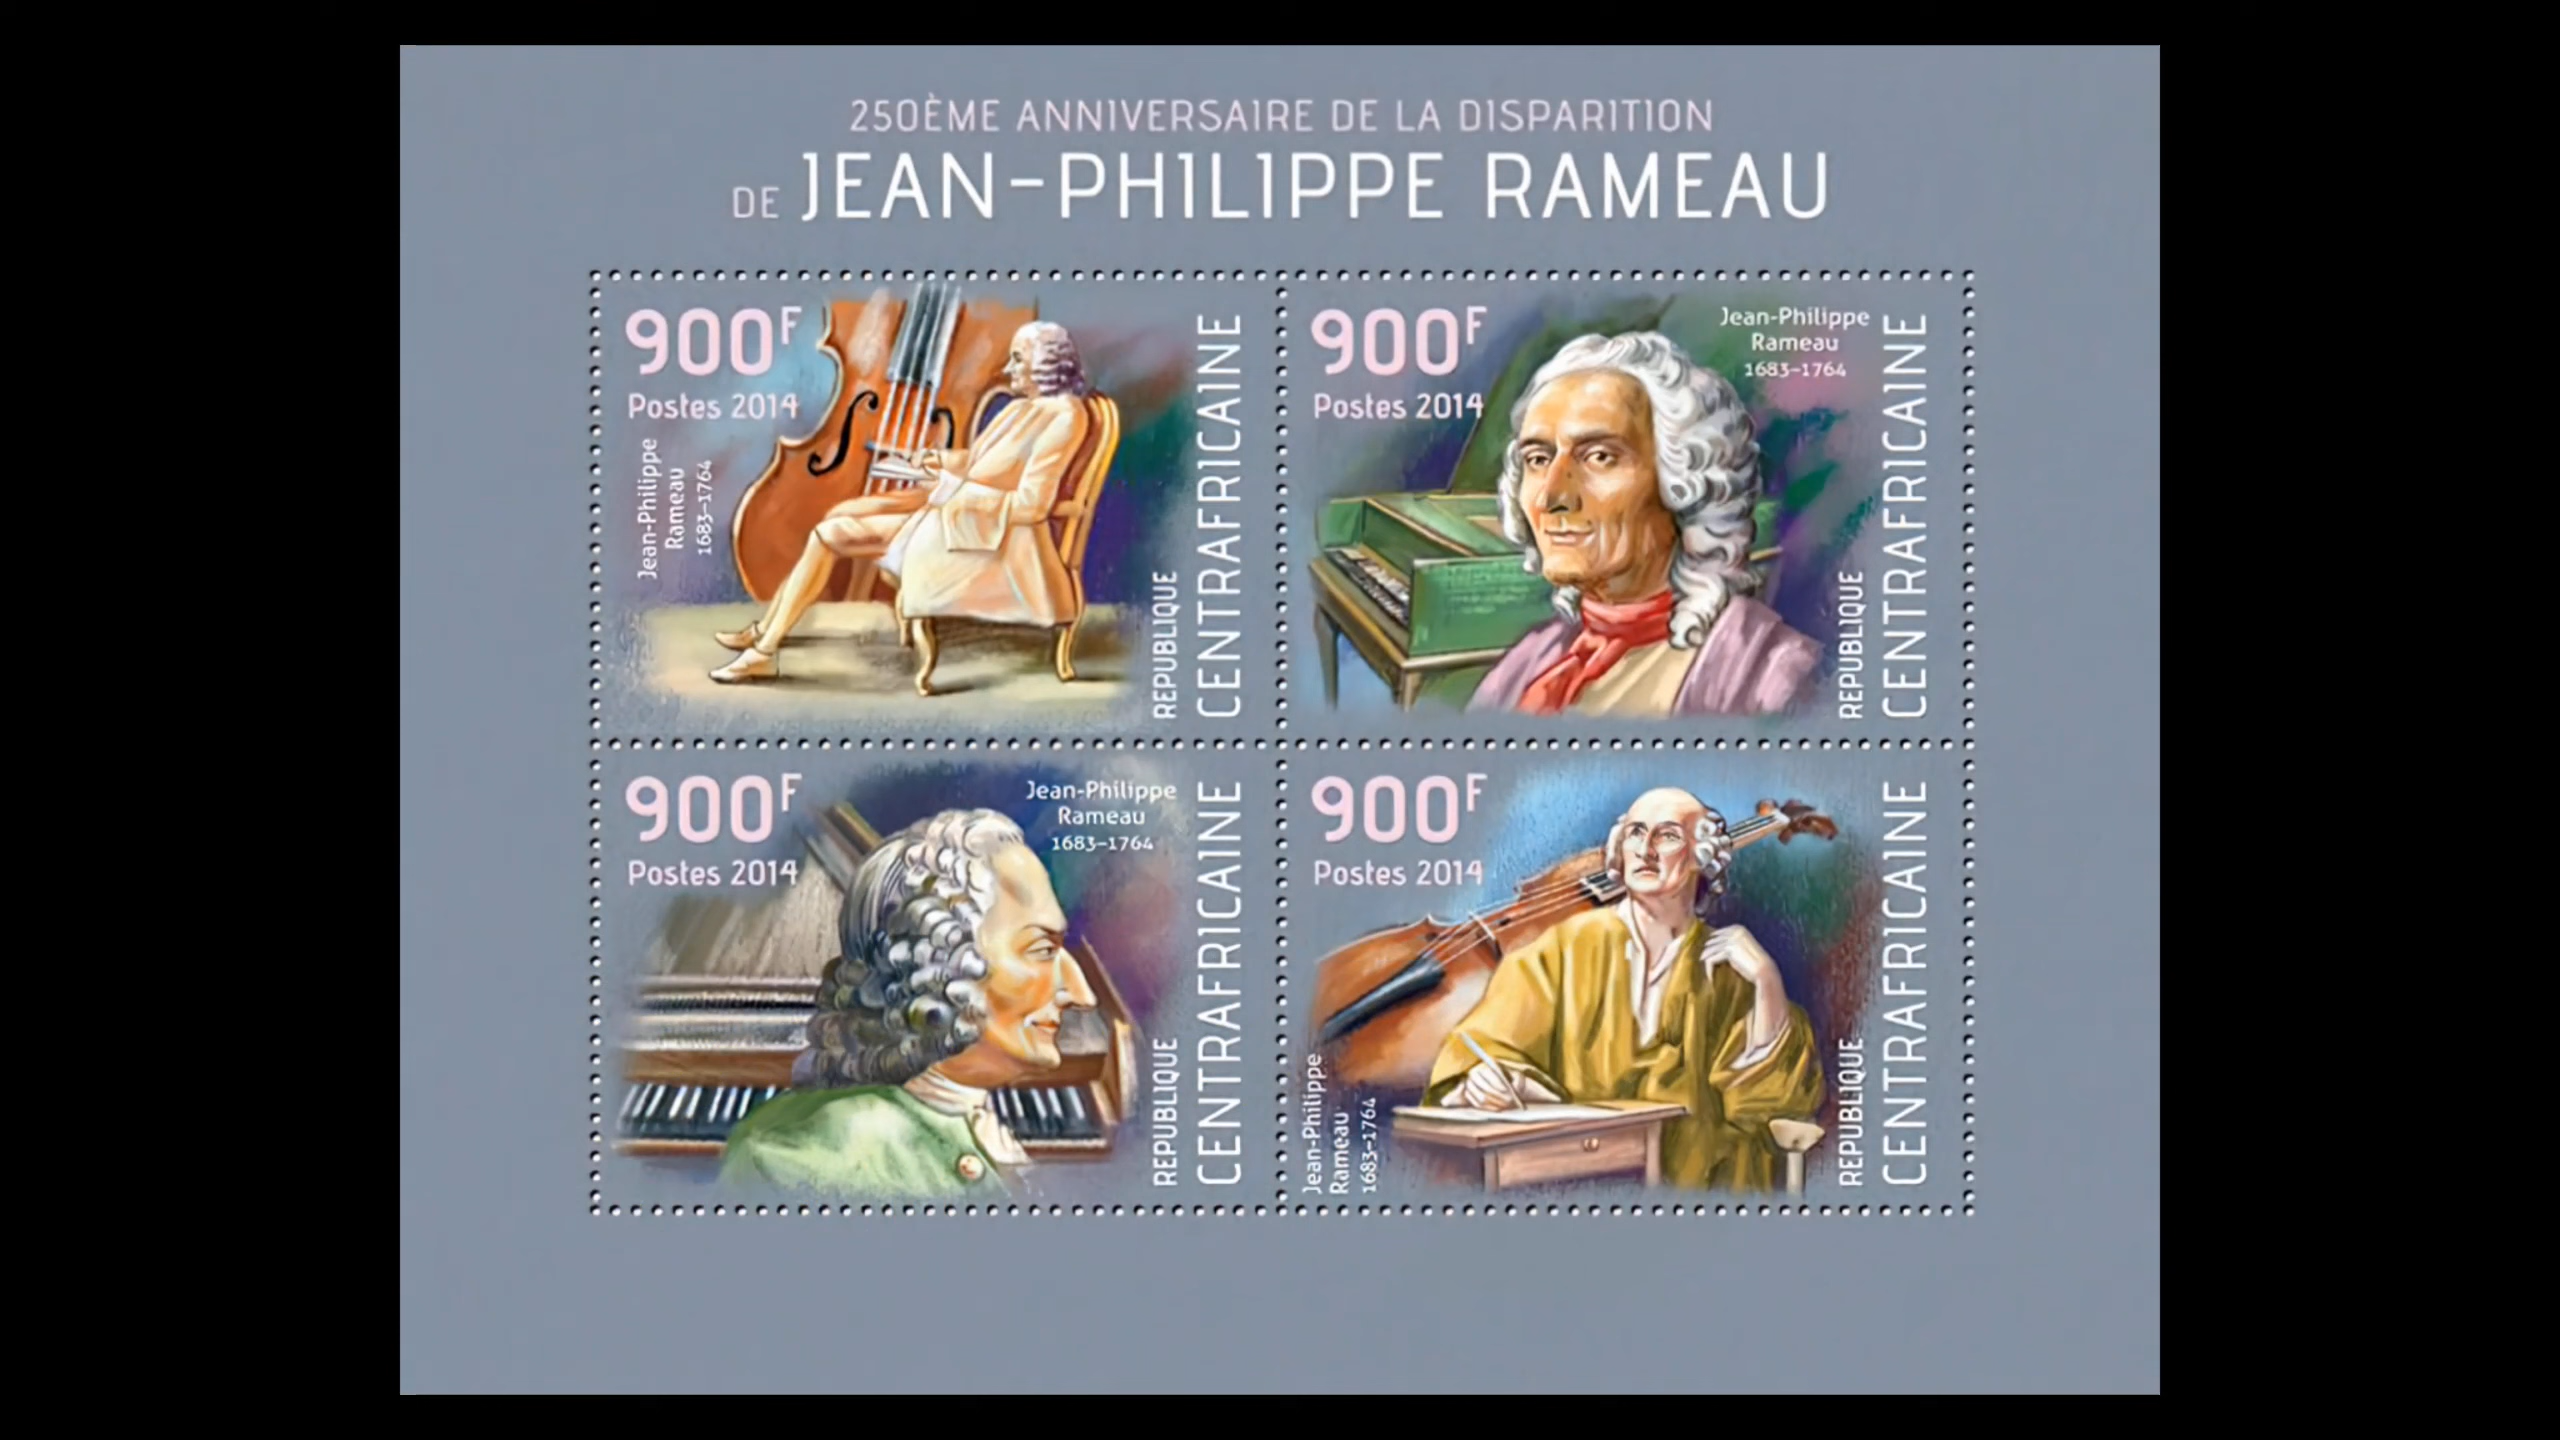 250ÈME ANNIVERSAIRE DE LA DISPARITION
DE JEAN-PHILIPPE RAMEAU
900F
Postes 2014
Jean-Philippe
Rameau
1683-1764
REPUBLIQUE
CENTRAFRICAINE
900F
Postes 2014
Jean-Philippe
Rameau
1683-1764
REPUBLIQUE
CENTRAFRICAINE
900F
Postes 2014
Jean-Philippe
Rameau
1683-1764
REPUBLIQUE
CENTRAFRICAINE
900F
Postes 2014
Jean-Philippe
Rameau
1683-1764
REPUBLIQUE
CENTRAFRICAINE